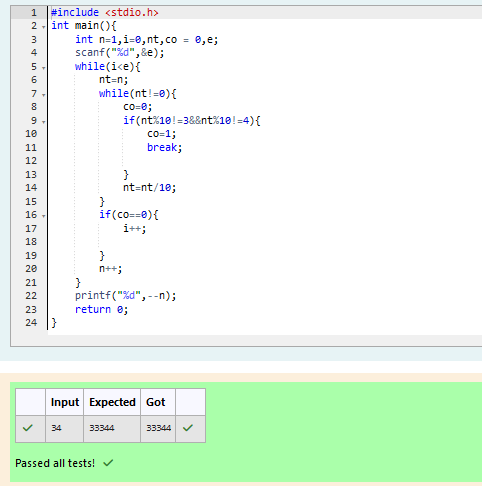 1 #include <stdio.h>
2 int main(){
3 int n=1,i=0,nt,co = 0,e;
4 scanf("%d",&e);
5 while(i<e){
6 nt=n;
7 while(nt!=0){
8 co=0;
9 if(nt%10!=3&&nt%10!=4){
10 co=1;
11 break;
12
13 }
14 nt=nt/10;
15 }
16 if(co==0){
17 i++;
18
19 }
20 n++;
21 }
22 printf("%d",--n);
23 return 0;
24 }
Input Expected Got
✓ 34 33344 33344 ✓
Passed all tests! ✓